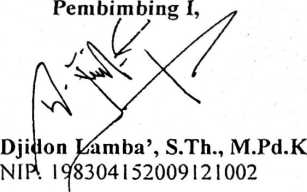 Pembimbing I,
Djidon Lamba', S.Th., M.Pd.K
NIP. 198304152009121002